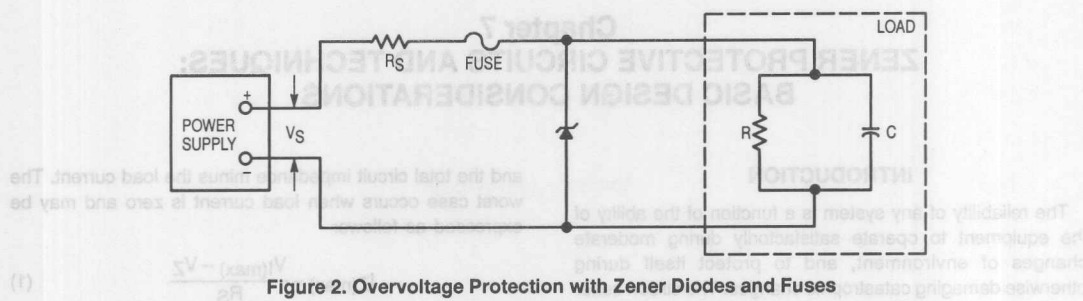 Chapter 7
ZENER PROTECTIVE CIRCUITS AND TECHNIQUES:
BASIC DESIGN CONSIDERATIONS
LOAD
RS
FUSE
+
POWER
SUPPLY
−
VS
R
C
INTRODUCTION
The reliability of any system is a function of the ability of
the equipment to operate satisfactorily during moderate
changes of environment, and to protect itself during
otherwise damaging
and the total circuit impedance minus the load current. The
worst case occurs when load current is zero and may be
expressed as follows:
V1(max) − VZ
RS
(1)
Figure 2. Overvoltage Protection with Zener Diodes and Fuses